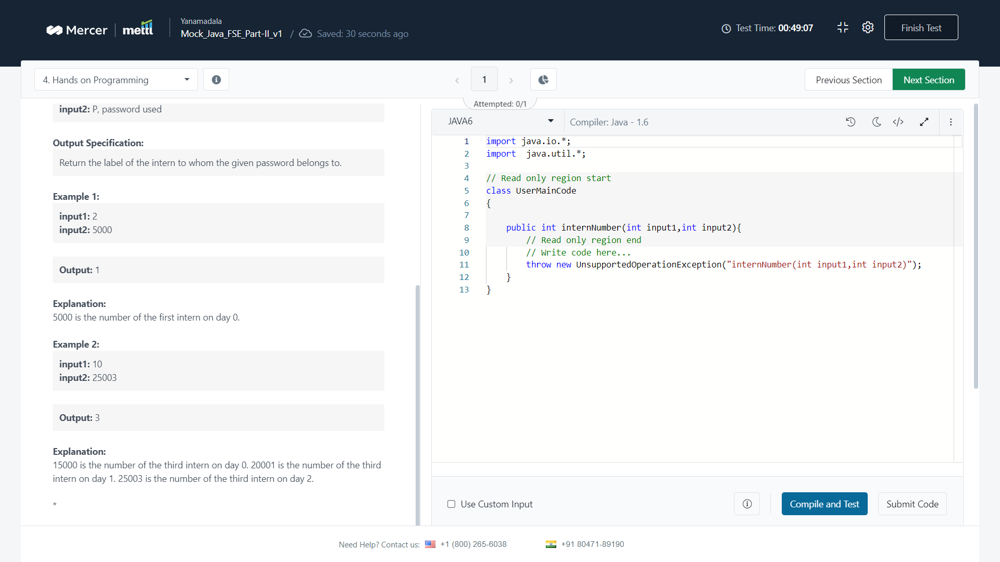 Mercer
mettl
Yanamadala
Mock_Java_FSE_Part-II_v1 / Saved: 30 seconds ago
Test Time: 00:49:07
Finish Test
4. Hands on Programming
1
Attempted: 0/1
Previous Section
Next Section
input2: P, password used
Output Specification:
Return the label of the intern to whom the given password belongs to.
Example 1:
input1: 2
input2: 5000
Output: 1
Explanation:
5000 is the number of the first intern on day 0.
Example 2:
input1: 10
input2: 25003
Output: 3
Explanation:
15000 is the number of the third intern on day 0. 20001 is the number of the third
intern on day 1. 25003 is the number of the third intern on day 2.
*
JAVA6
Compiler: Java - 1.6
1 import java.io.*;
2 import  java.util.*;
3
4 // Read only region start
5 class UserMainCode
6 {
7
8     public int internNumber(int input1,int input2){
9         // Read only region end
10         // Write code here...
11         throw new UnsupportedOperationException("internNumber(int input1,int input2)");
12     }
13 }
Use Custom Input
Compile and Test
Submit Code
Need Help? Contact us: +1 (800) 265-6038 +91 80471-89190